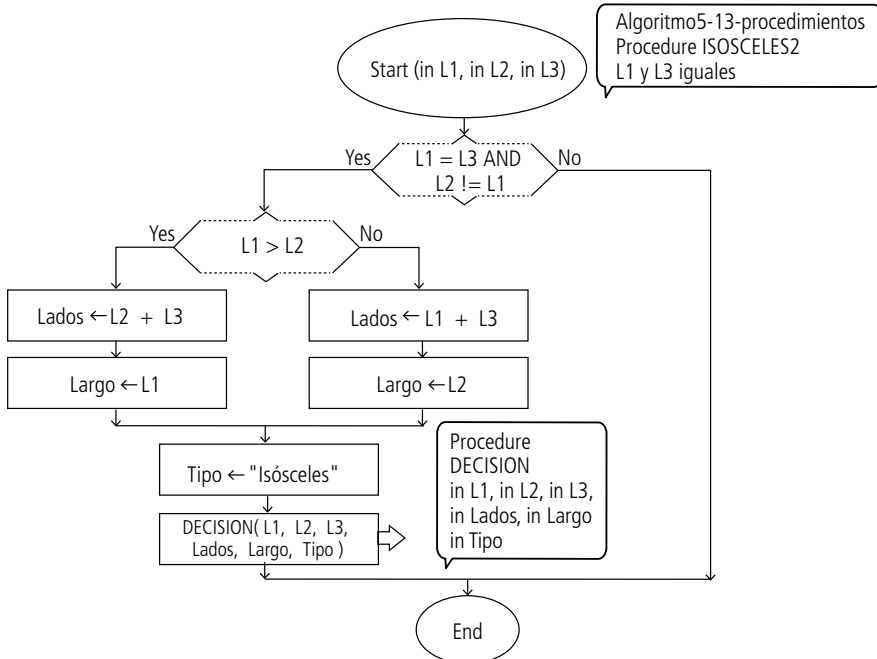 Algoritmo5-13-procedimientos
Procedure ISOSCELES2
L1 y L3 iguales
Start (in L1, in L2, in L3)
Yes
L1 = L3 AND
L2 != L1
No
Yes
L1 > L2
No
Lados ←L2 + L3
Lados ←L1 + L3
Largo ←L1
Largo ←L2
Tipo ← "Isósceles"
DECISION( L1, L2, L3,
Lados, Largo, Tipo )
Procedure
DECISION
in L1, in L2, in L3,
in Lados, in Largo
in Tipo
End